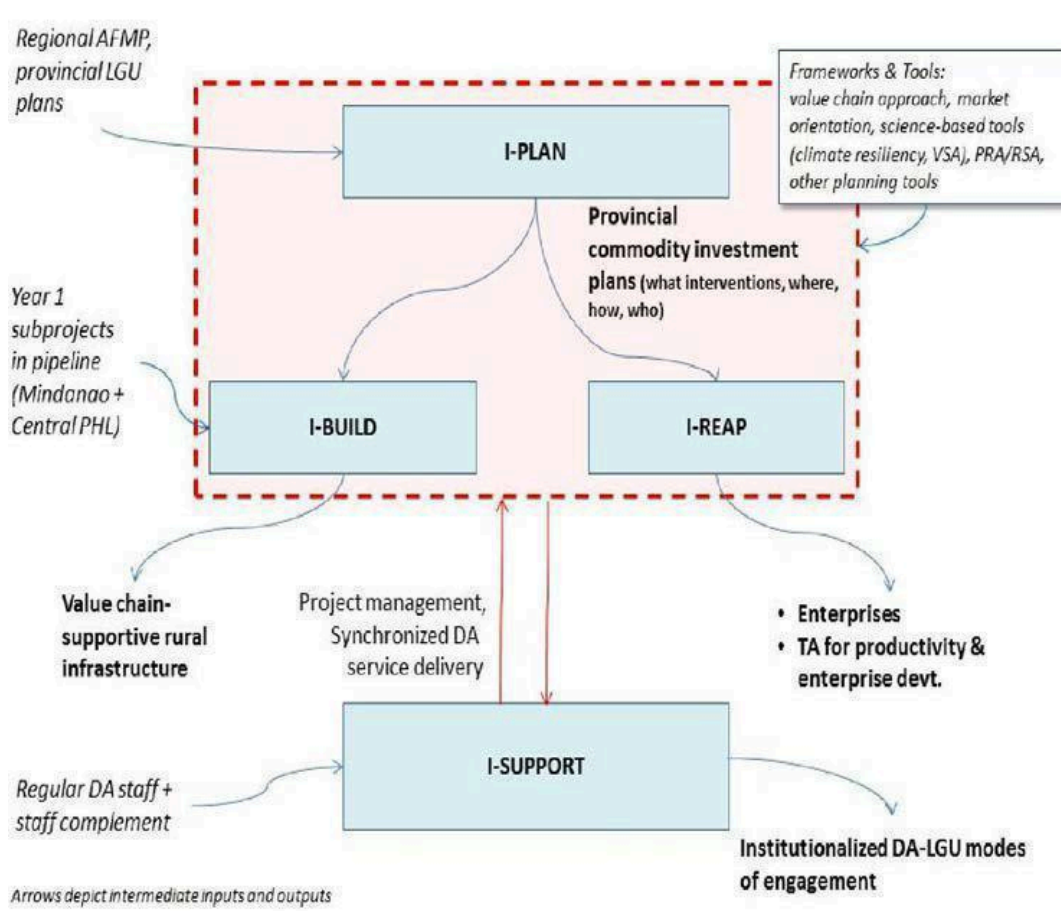 Regional AFMP,
provincial LGU
plans
Frameworks & Tools:
value chain approach, market
orientation, science-based tools
(climate resiliency, VSA), PRA/RSA,
other planning tools
I-PLAN
Provincial
commodity investment
plans (what interventions, where,
how, who)
Year 1
subprojects
in pipeline
(Mindanao +
Central PHL)
I-BUILD
I-REAP
Value chain-
supportive rural
infrastructure
Project management,
Synchronized DA
service delivery
• Enterprises
• TA for productivity &
enterprise devt.
I-SUPPORT
Regular DA staff +
staff complement
Institutionalized DA-LGU modes
of engagement
Arrows depict intermediate inputs and outputs